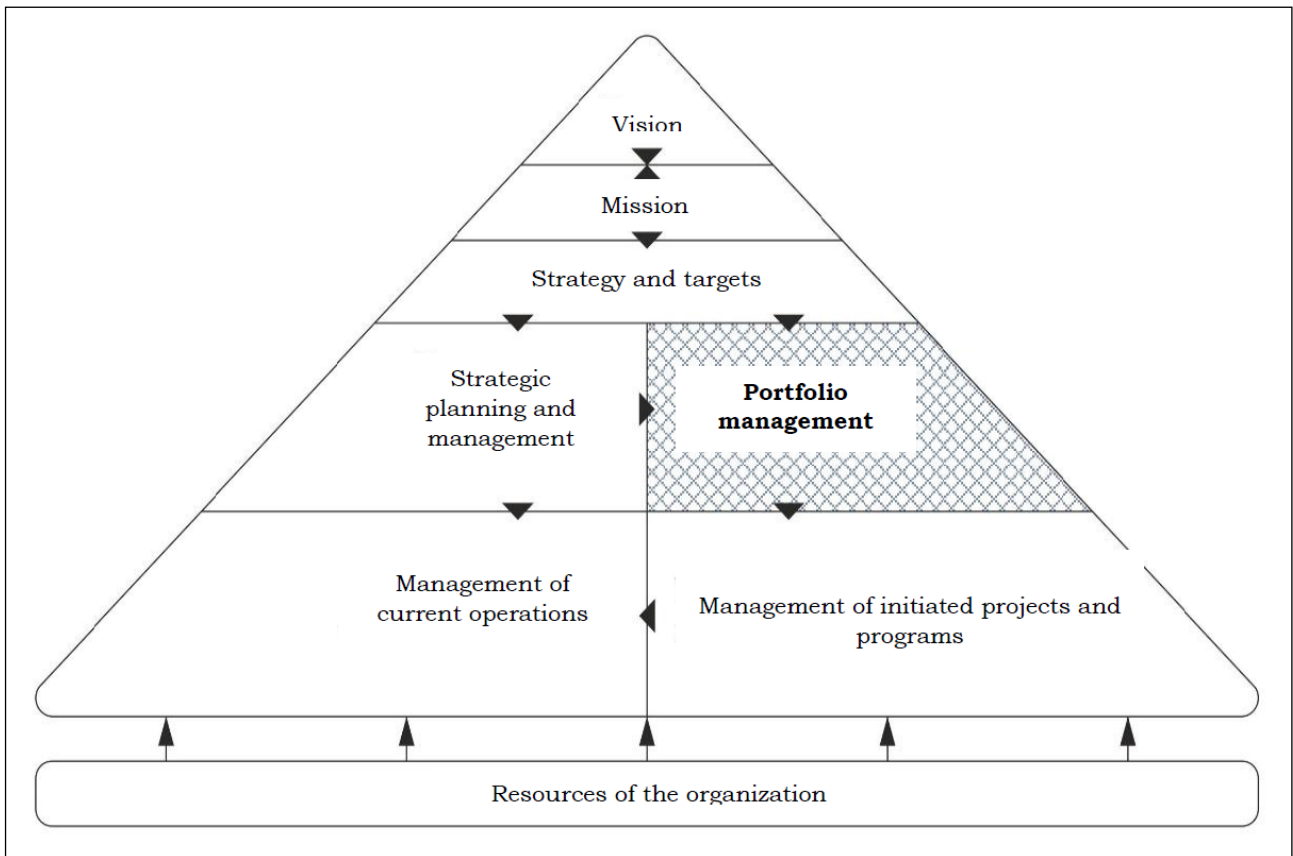 Vision
Mission
Strategy and targets
Strategic
planning and
management
Portfolio
management
Management of
current operations
Management of initiated projects and
programs
Resources of the organization